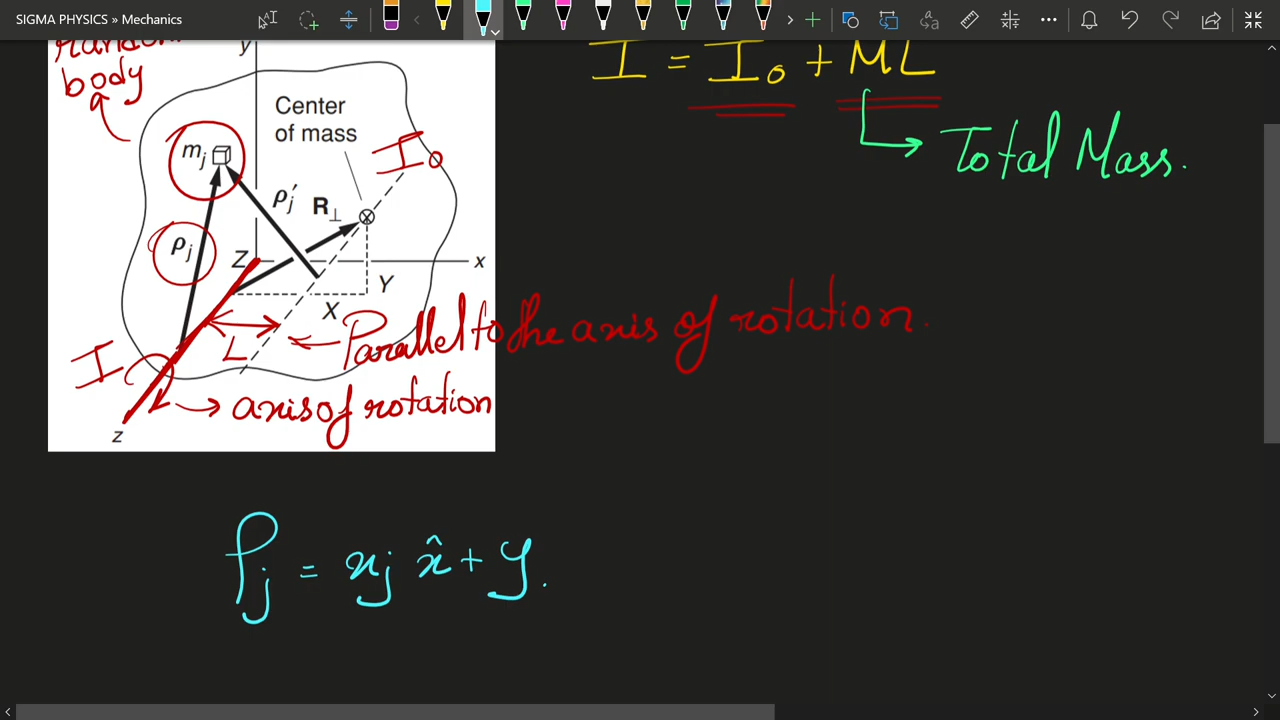 SIGMA PHYSICS » Mechanics
random
body
y
I = I₀ + ML
Total Mass.
Center
of mass
I₀
mⱼ
ρ′ⱼ
R⊥
ρⱼ
Z
x
Y
X
L
Parallel to the axis of rotation.
I
axis of rotation
z
ρⱼ = xⱼ x̂ + y